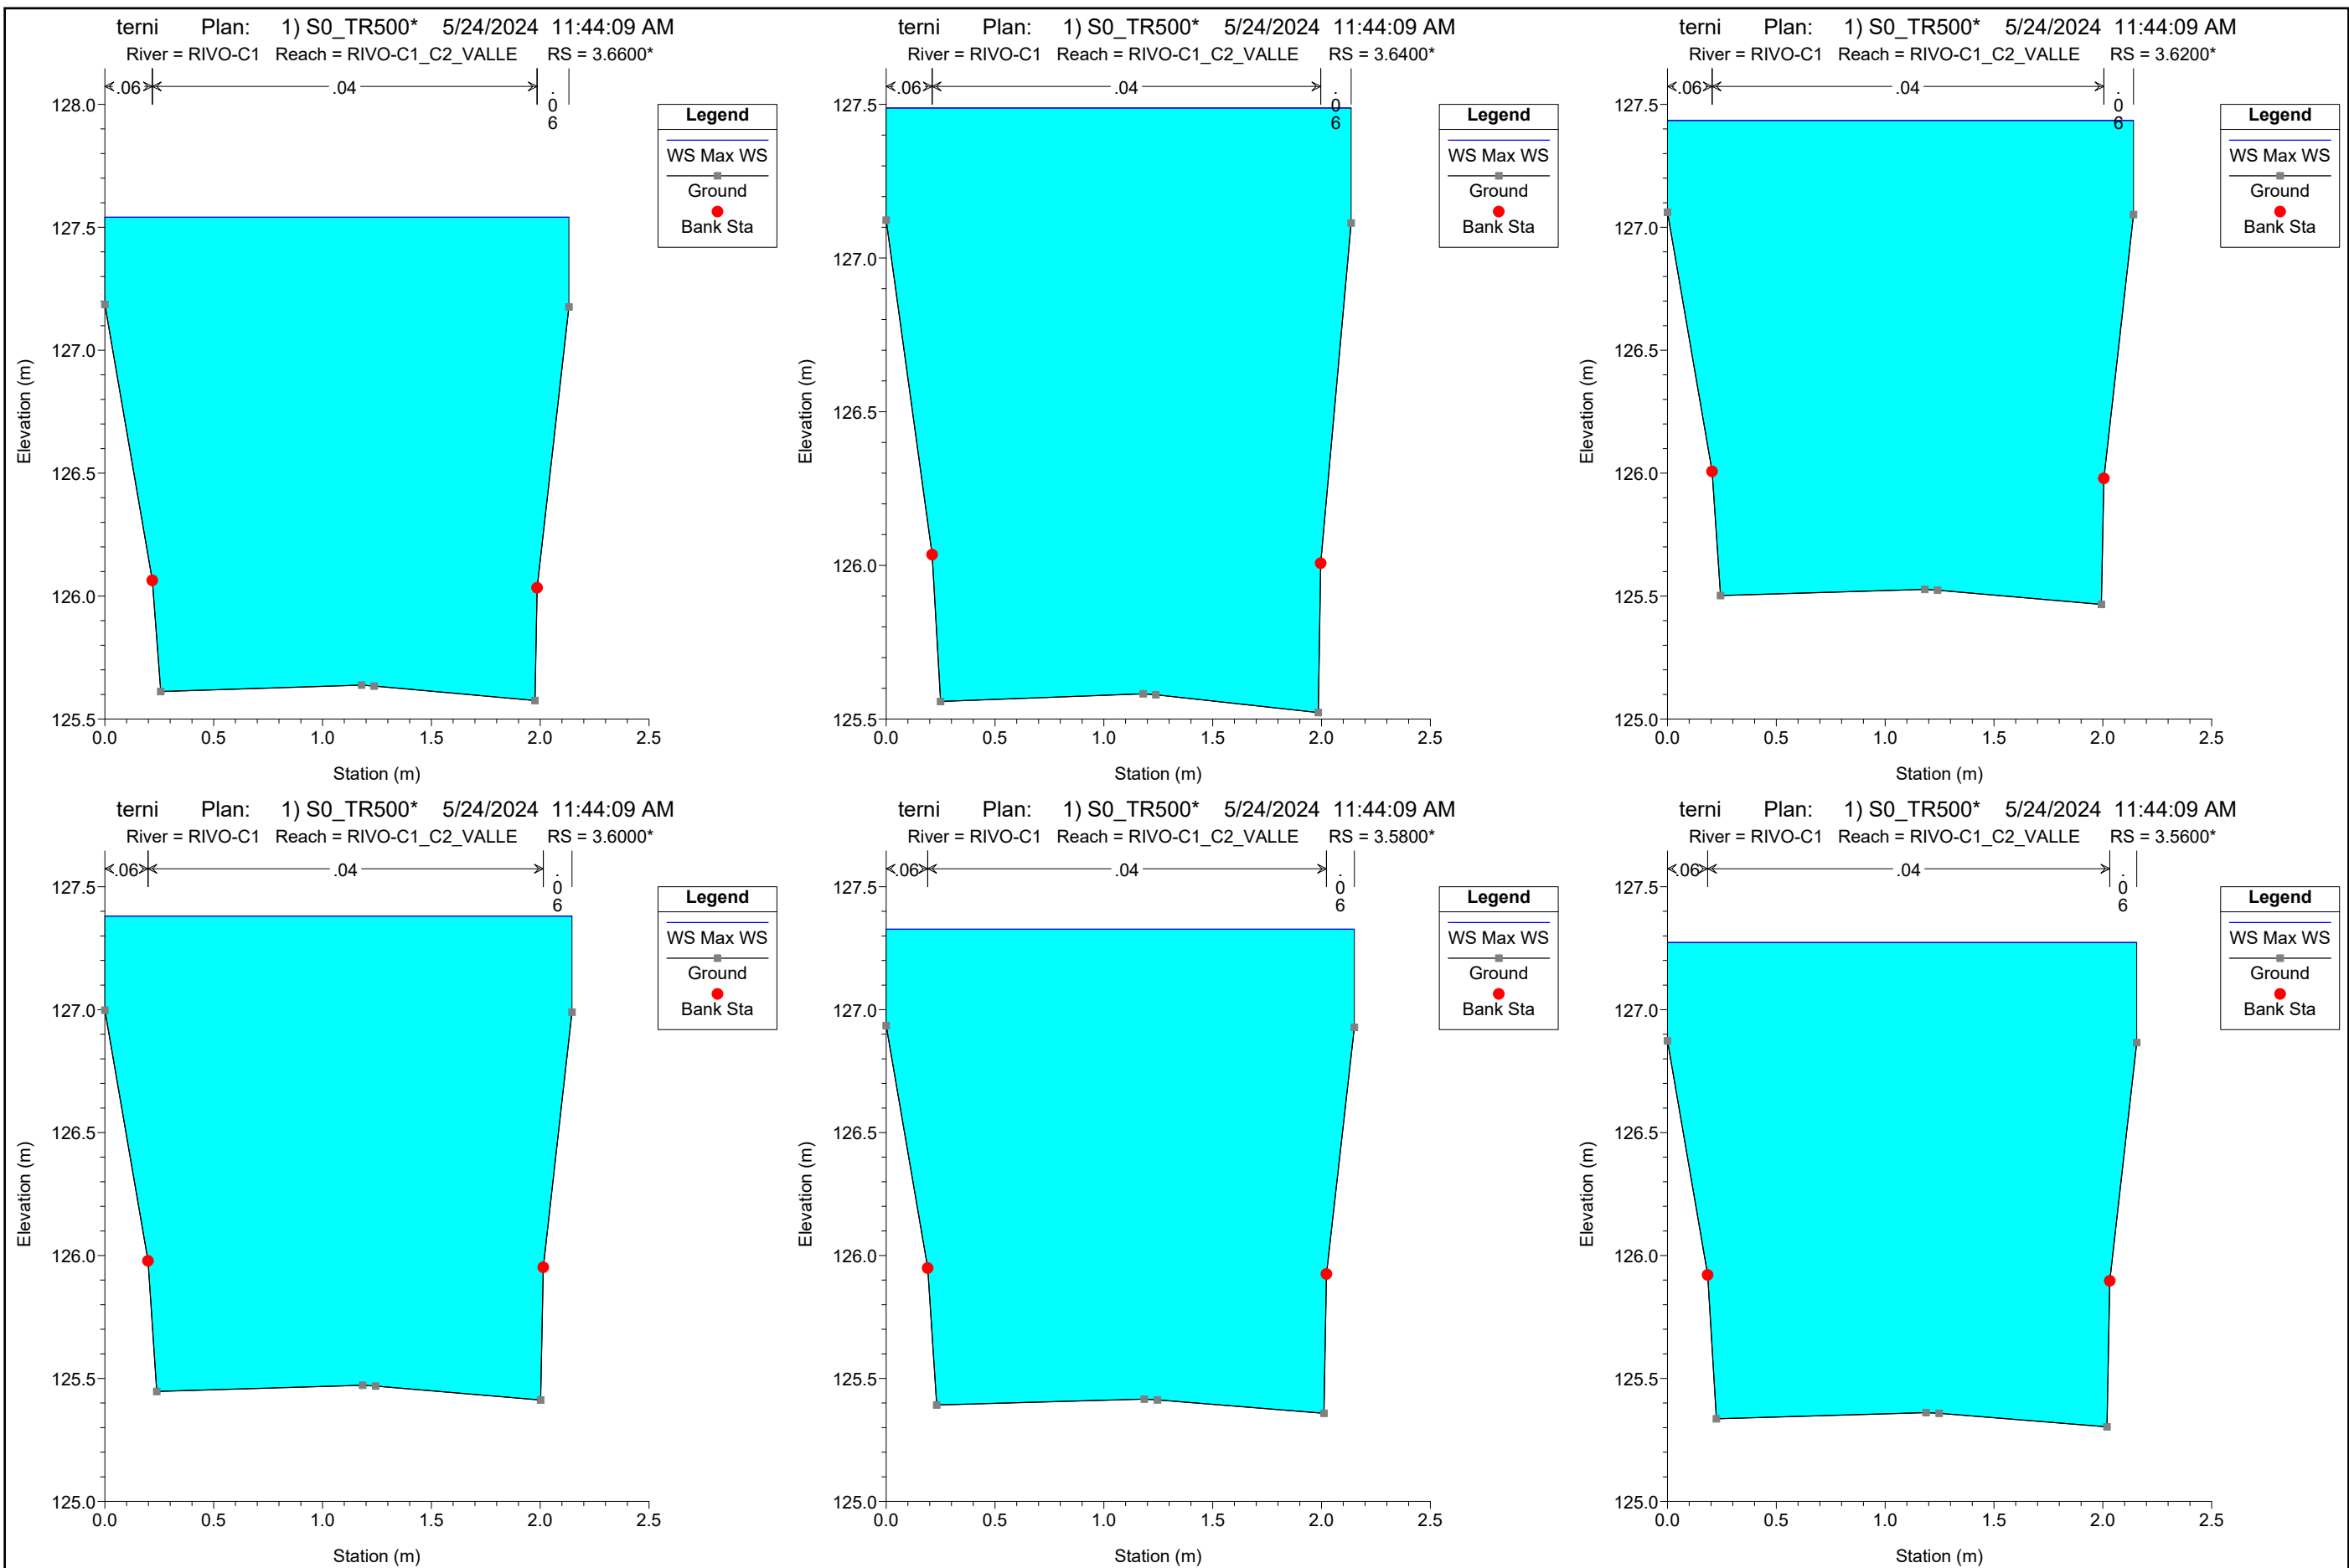 terni Plan: 1) S0_TR500* 5/24/2024 11:44:09 AM
River = RIVO-C1 Reach = RIVO-C1_C2_VALLE RS = 3.6600*
.06
.04
.06
128.0
127.5
127.0
126.5
126.0
125.5
Elevation (m)
0.0 0.5 1.0 1.5 2.0 2.5
Station (m)
Legend
WS Max WS
Ground
Bank Sta
terni Plan: 1) S0_TR500* 5/24/2024 11:44:09 AM
River = RIVO-C1 Reach = RIVO-C1_C2_VALLE RS = 3.6400*
.06
.04
.06
127.5
127.0
126.5
126.0
125.5
Elevation (m)
0.0 0.5 1.0 1.5 2.0 2.5
Station (m)
Legend
WS Max WS
Ground
Bank Sta
terni Plan: 1) S0_TR500* 5/24/2024 11:44:09 AM
River = RIVO-C1 Reach = RIVO-C1_C2_VALLE RS = 3.6200*
.06
.04
.06
127.5
127.0
126.5
126.0
125.5
125.0
Elevation (m)
0.0 0.5 1.0 1.5 2.0 2.5
Station (m)
Legend
WS Max WS
Ground
Bank Sta
terni Plan: 1) S0_TR500* 5/24/2024 11:44:09 AM
River = RIVO-C1 Reach = RIVO-C1_C2_VALLE RS = 3.6000*
.06
.04
.06
127.5
127.0
126.5
126.0
125.5
125.0
Elevation (m)
0.0 0.5 1.0 1.5 2.0 2.5
Station (m)
Legend
WS Max WS
Ground
Bank Sta
terni Plan: 1) S0_TR500* 5/24/2024 11:44:09 AM
River = RIVO-C1 Reach = RIVO-C1_C2_VALLE RS = 3.5800*
.06
.04
.06
127.5
127.0
126.5
126.0
125.5
125.0
Elevation (m)
0.0 0.5 1.0 1.5 2.0 2.5
Station (m)
Legend
WS Max WS
Ground
Bank Sta
terni Plan: 1) S0_TR500* 5/24/2024 11:44:09 AM
River = RIVO-C1 Reach = RIVO-C1_C2_VALLE RS = 3.5600*
.06
.04
.06
127.5
127.0
126.5
126.0
125.5
125.0
Elevation (m)
0.0 0.5 1.0 1.5 2.0 2.5
Station (m)
Legend
WS Max WS
Ground
Bank Sta